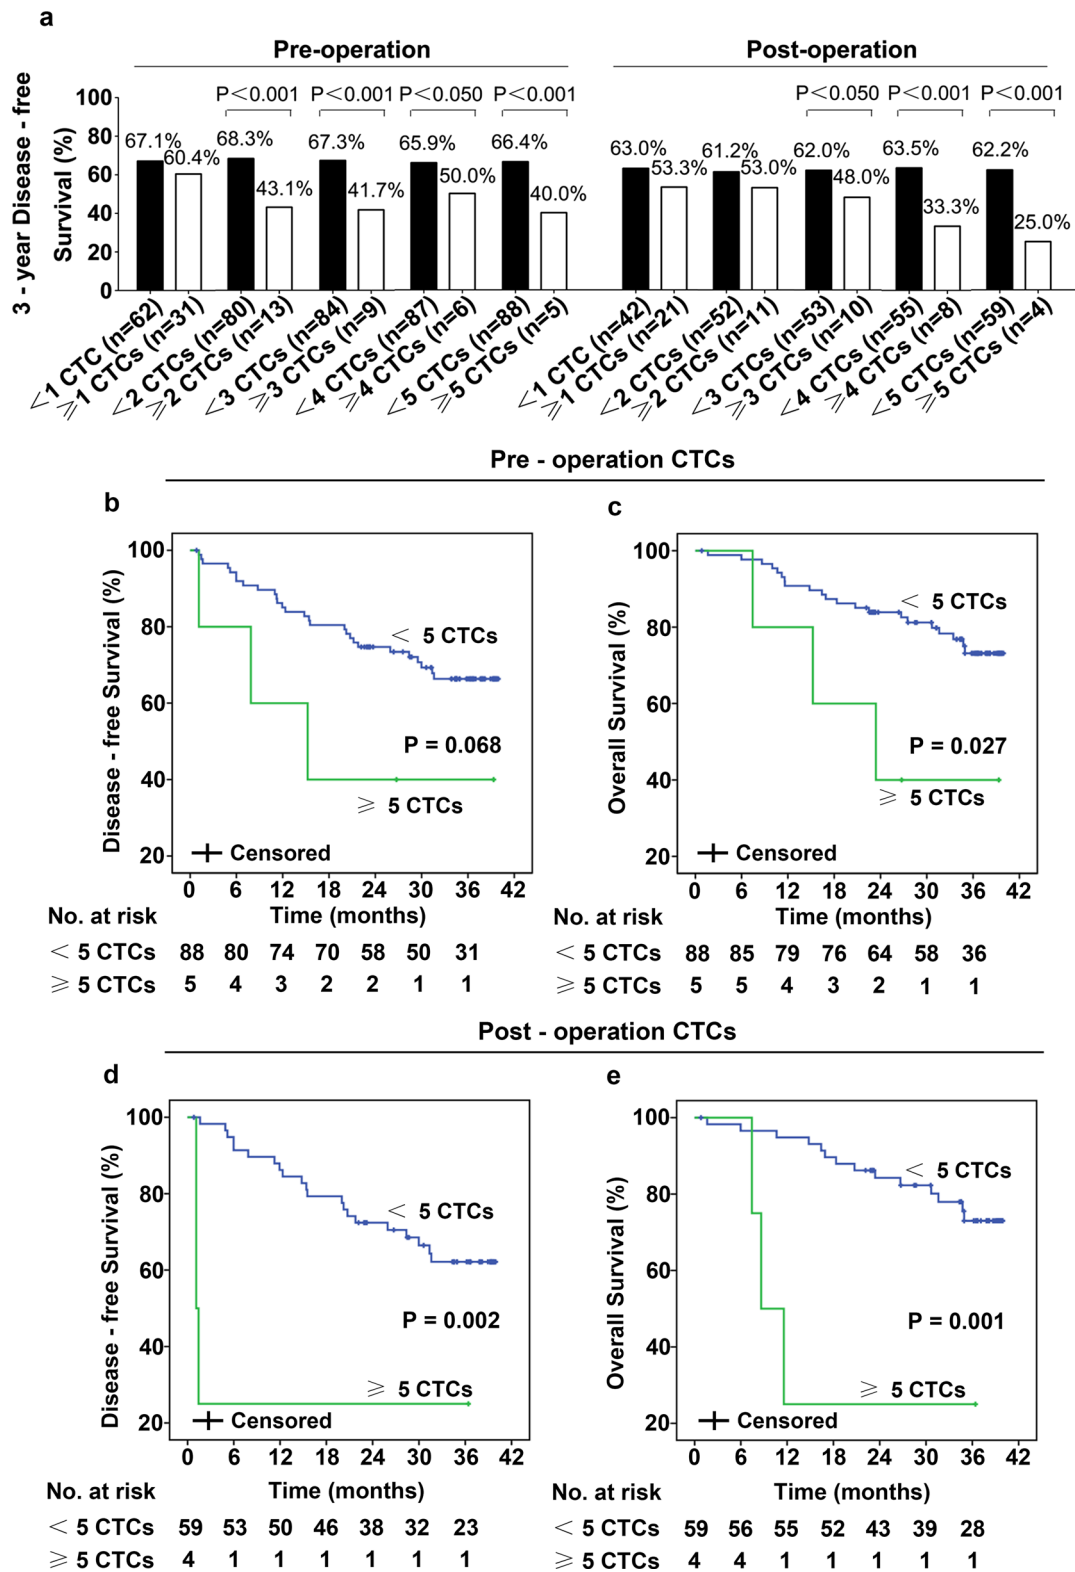 a
Pre-operation
Post-operation
3 - year Disease - free
Survival (%)
100
80
60
40
20
0
P<0.001
P<0.001
P<0.050
P<0.001
P<0.050
P<0.001
P<0.001
67.1%
60.4%
68.3%
43.1%
67.3%
41.7%
65.9%
50.0%
66.4%
40.0%
63.0%
53.3%
61.2%
53.0%
62.0%
48.0%
63.5%
33.3%
62.2%
25.0%
<1 CTC (n=62)
⩾1 CTCs (n=31)
<2 CTCs (n=80)
⩾2 CTCs (n=13)
<3 CTCs (n=84)
⩾3 CTCs (n=9)
<4 CTCs (n=87)
⩾4 CTCs (n=6)
<5 CTCs (n=88)
⩾5 CTCs (n=5)
<1 CTC (n=42)
⩾1 CTCs (n=21)
<2 CTCs (n=52)
⩾2 CTCs (n=11)
<3 CTCs (n=53)
⩾3 CTCs (n=10)
<4 CTCs (n=55)
⩾4 CTCs (n=8)
<5 CTCs (n=59)
⩾5 CTCs (n=4)
Pre - operation CTCs
b
Disease - free Survival (%)
100
80
60
40
20
< 5 CTCs
P = 0.068
⩾ 5 CTCs
Censored
0 6 12 18 24 30 36 42
No. at risk Time (months)
< 5 CTCs 88 80 74 70 58 50 31
⩾ 5 CTCs 5 4 3 2 2 1 1
c
Overall Survival (%)
100
80
60
40
20
< 5 CTCs
P = 0.027
⩾ 5 CTCs
Censored
0 6 12 18 24 30 36 42
No. at risk Time (months)
< 5 CTCs 88 85 79 76 64 58 36
⩾ 5 CTCs 5 5 4 3 2 1 1
Post - operation CTCs
d
Disease - free Survival (%)
100
80
60
40
20
< 5 CTCs
P = 0.002
⩾ 5 CTCs
Censored
0 6 12 18 24 30 36 42
No. at risk Time (months)
< 5 CTCs 59 53 50 46 38 32 23
⩾ 5 CTCs 4 1 1 1 1 1 1
e
Overall Survival (%)
100
80
60
40
20
< 5 CTCs
P = 0.001
⩾ 5 CTCs
Censored
0 6 12 18 24 30 36 42
No. at risk Time (months)
< 5 CTCs 59 56 55 52 43 39 28
⩾ 5 CTCs 4 4 1 1 1 1 1